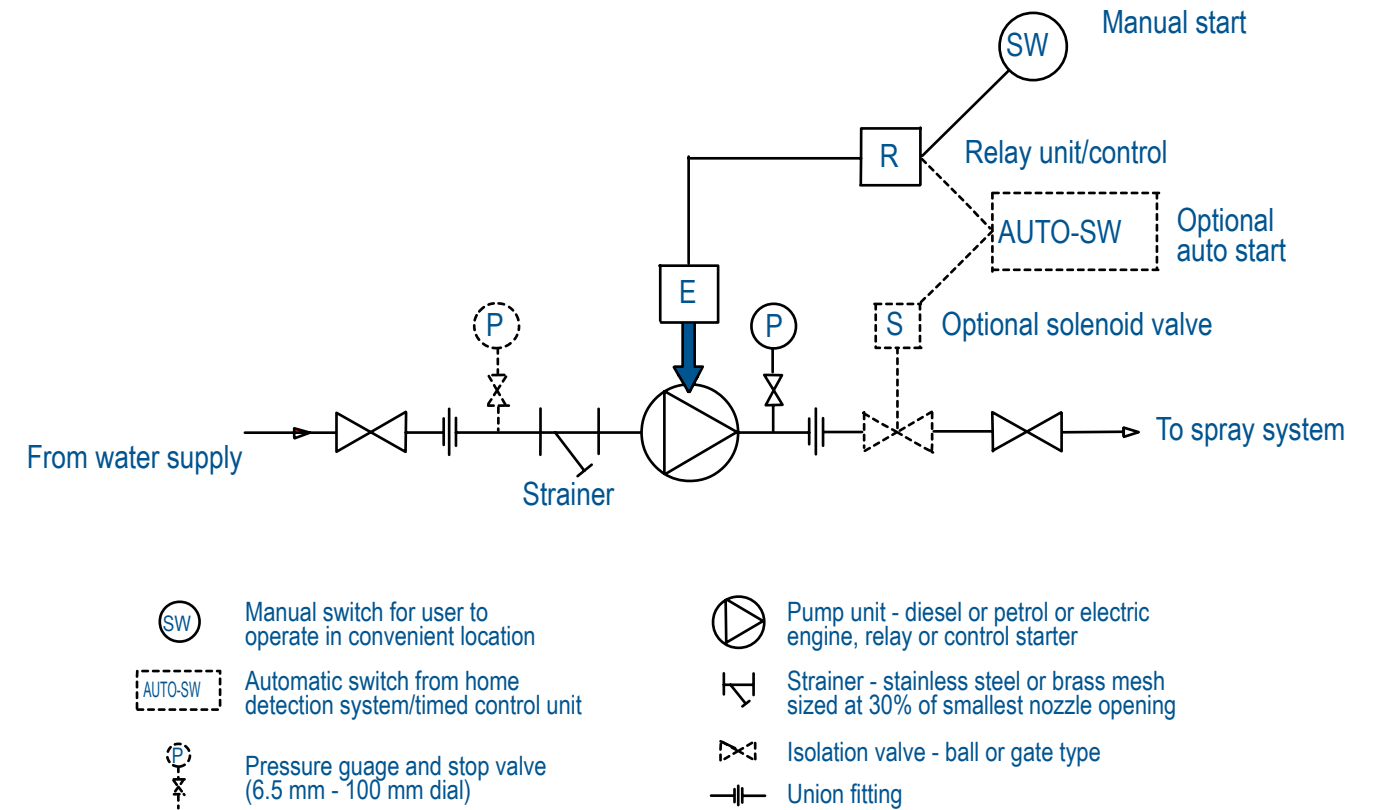 SW
Manual start
R
Relay unit/control
AUTO-SW
Optional
auto start
E
P
P
S
Optional solenoid valve
From water supply
To spray system
Strainer
SW
Manual switch for user to
operate in convenient location
AUTO-SW
Automatic switch from home
detection system/timed control unit
P
Pressure guage and stop valve
(6.5 mm - 100 mm dial)
Pump unit - diesel or petrol or electric
engine, relay or control starter
Strainer - stainless steel or brass mesh
sized at 30% of smallest nozzle opening
Isolation valve - ball or gate type
Union fitting